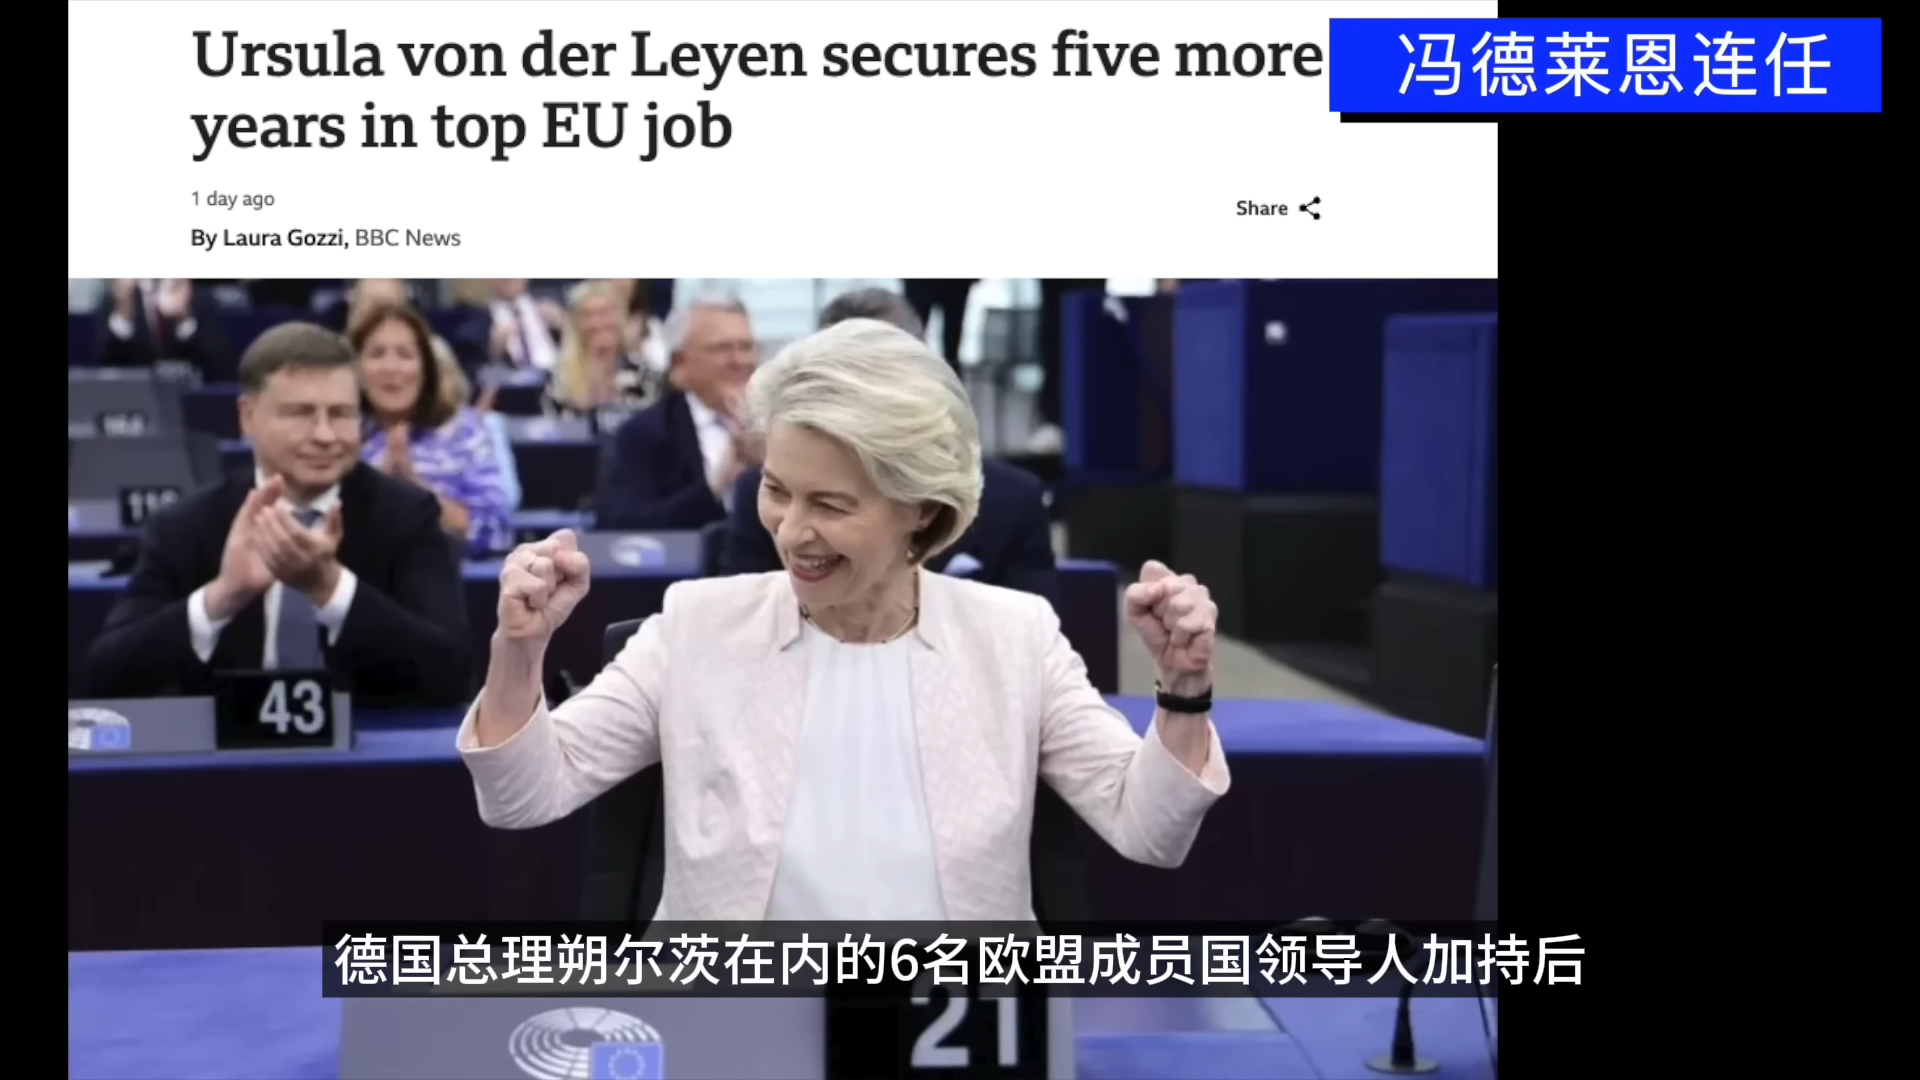 Ursula von der Leyen secures five more
years in top EU job
冯德莱恩连任
1 day ago
Share
By Laura Gozzi, BBC News
43
德国总理朔尔茨在内的6名欧盟成员国领导人加持后
21